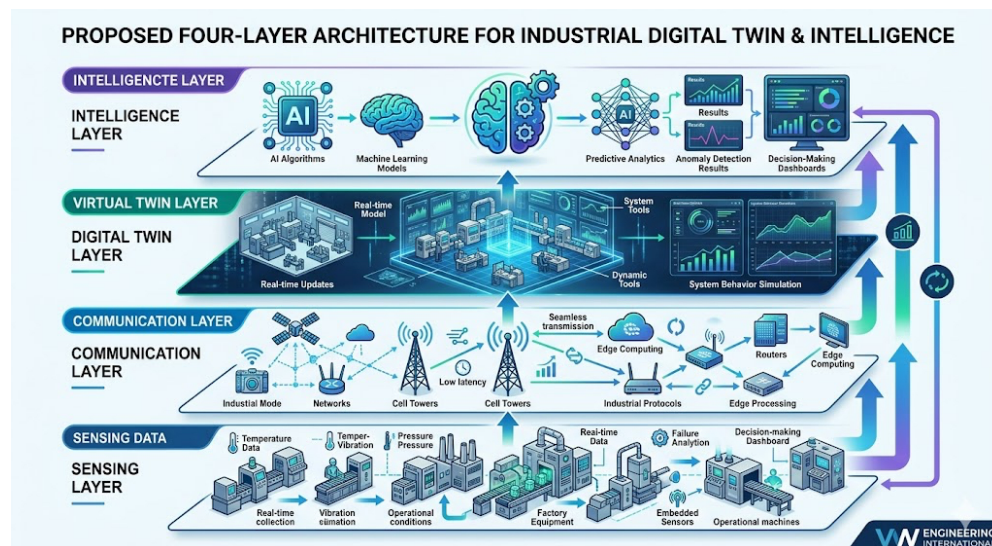 PROPOSED FOUR-LAYER ARCHITECTURE FOR INDUSTRIAL DIGITAL TWIN & INTELLIGENCE
INTELLIGENCTE LAYER
INTELLIGENCE
LAYER
AI
AI Algorithms
Machine Learning
Models
AI
Predictive Analytics
Results
Results
Results
Anomaly Detection
Results
Decision-Making
Dashboards
VIRTUAL TWIN LAYER
DIGITAL TWIN
LAYER
Real-time
Model
Real-time Updates
System
Tools
Dynamic
Tools
System Behavior Simulation
COMMUNICATION LAYER
COMMUNICATION
LAYER
Industial Mode
Networks
Cell Towers
Low latency
Cell Towers
Seamless
transmission
Edge Computing
Industrial Protocols
Routers
Edge
Computing
Edge Processing
SENSING DATA
SENSING
LAYER
Temperature
Data
Temper-
Vibration
Pressure
Pressure
Real-time
Data
Failure
Analytion
Decision-making
Dashboard
Real-time
collection
Vibration
Operational
conditions
Factory
Equipment
Embedded
Sensors
Operational machines
VW ENGINEERING
INTERNATIONAL